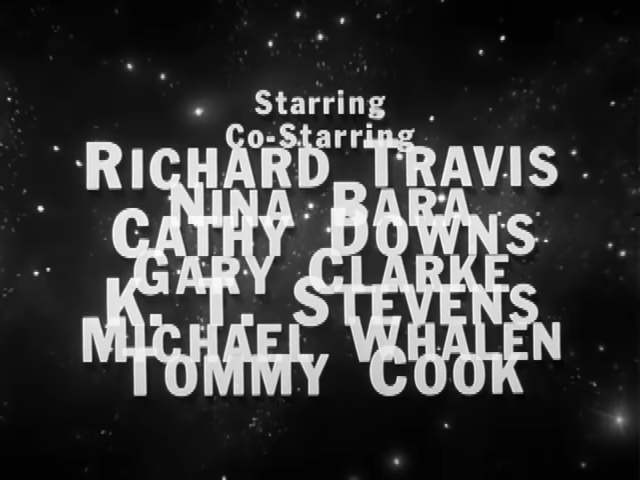 Starring
Co-Starring
RICHARD TRAVIS
NINA BARA
CATHY DOWNS
GARY CLARKE
K. T. STEVENS
MICHAEL WHALEN
TOMMY COOK